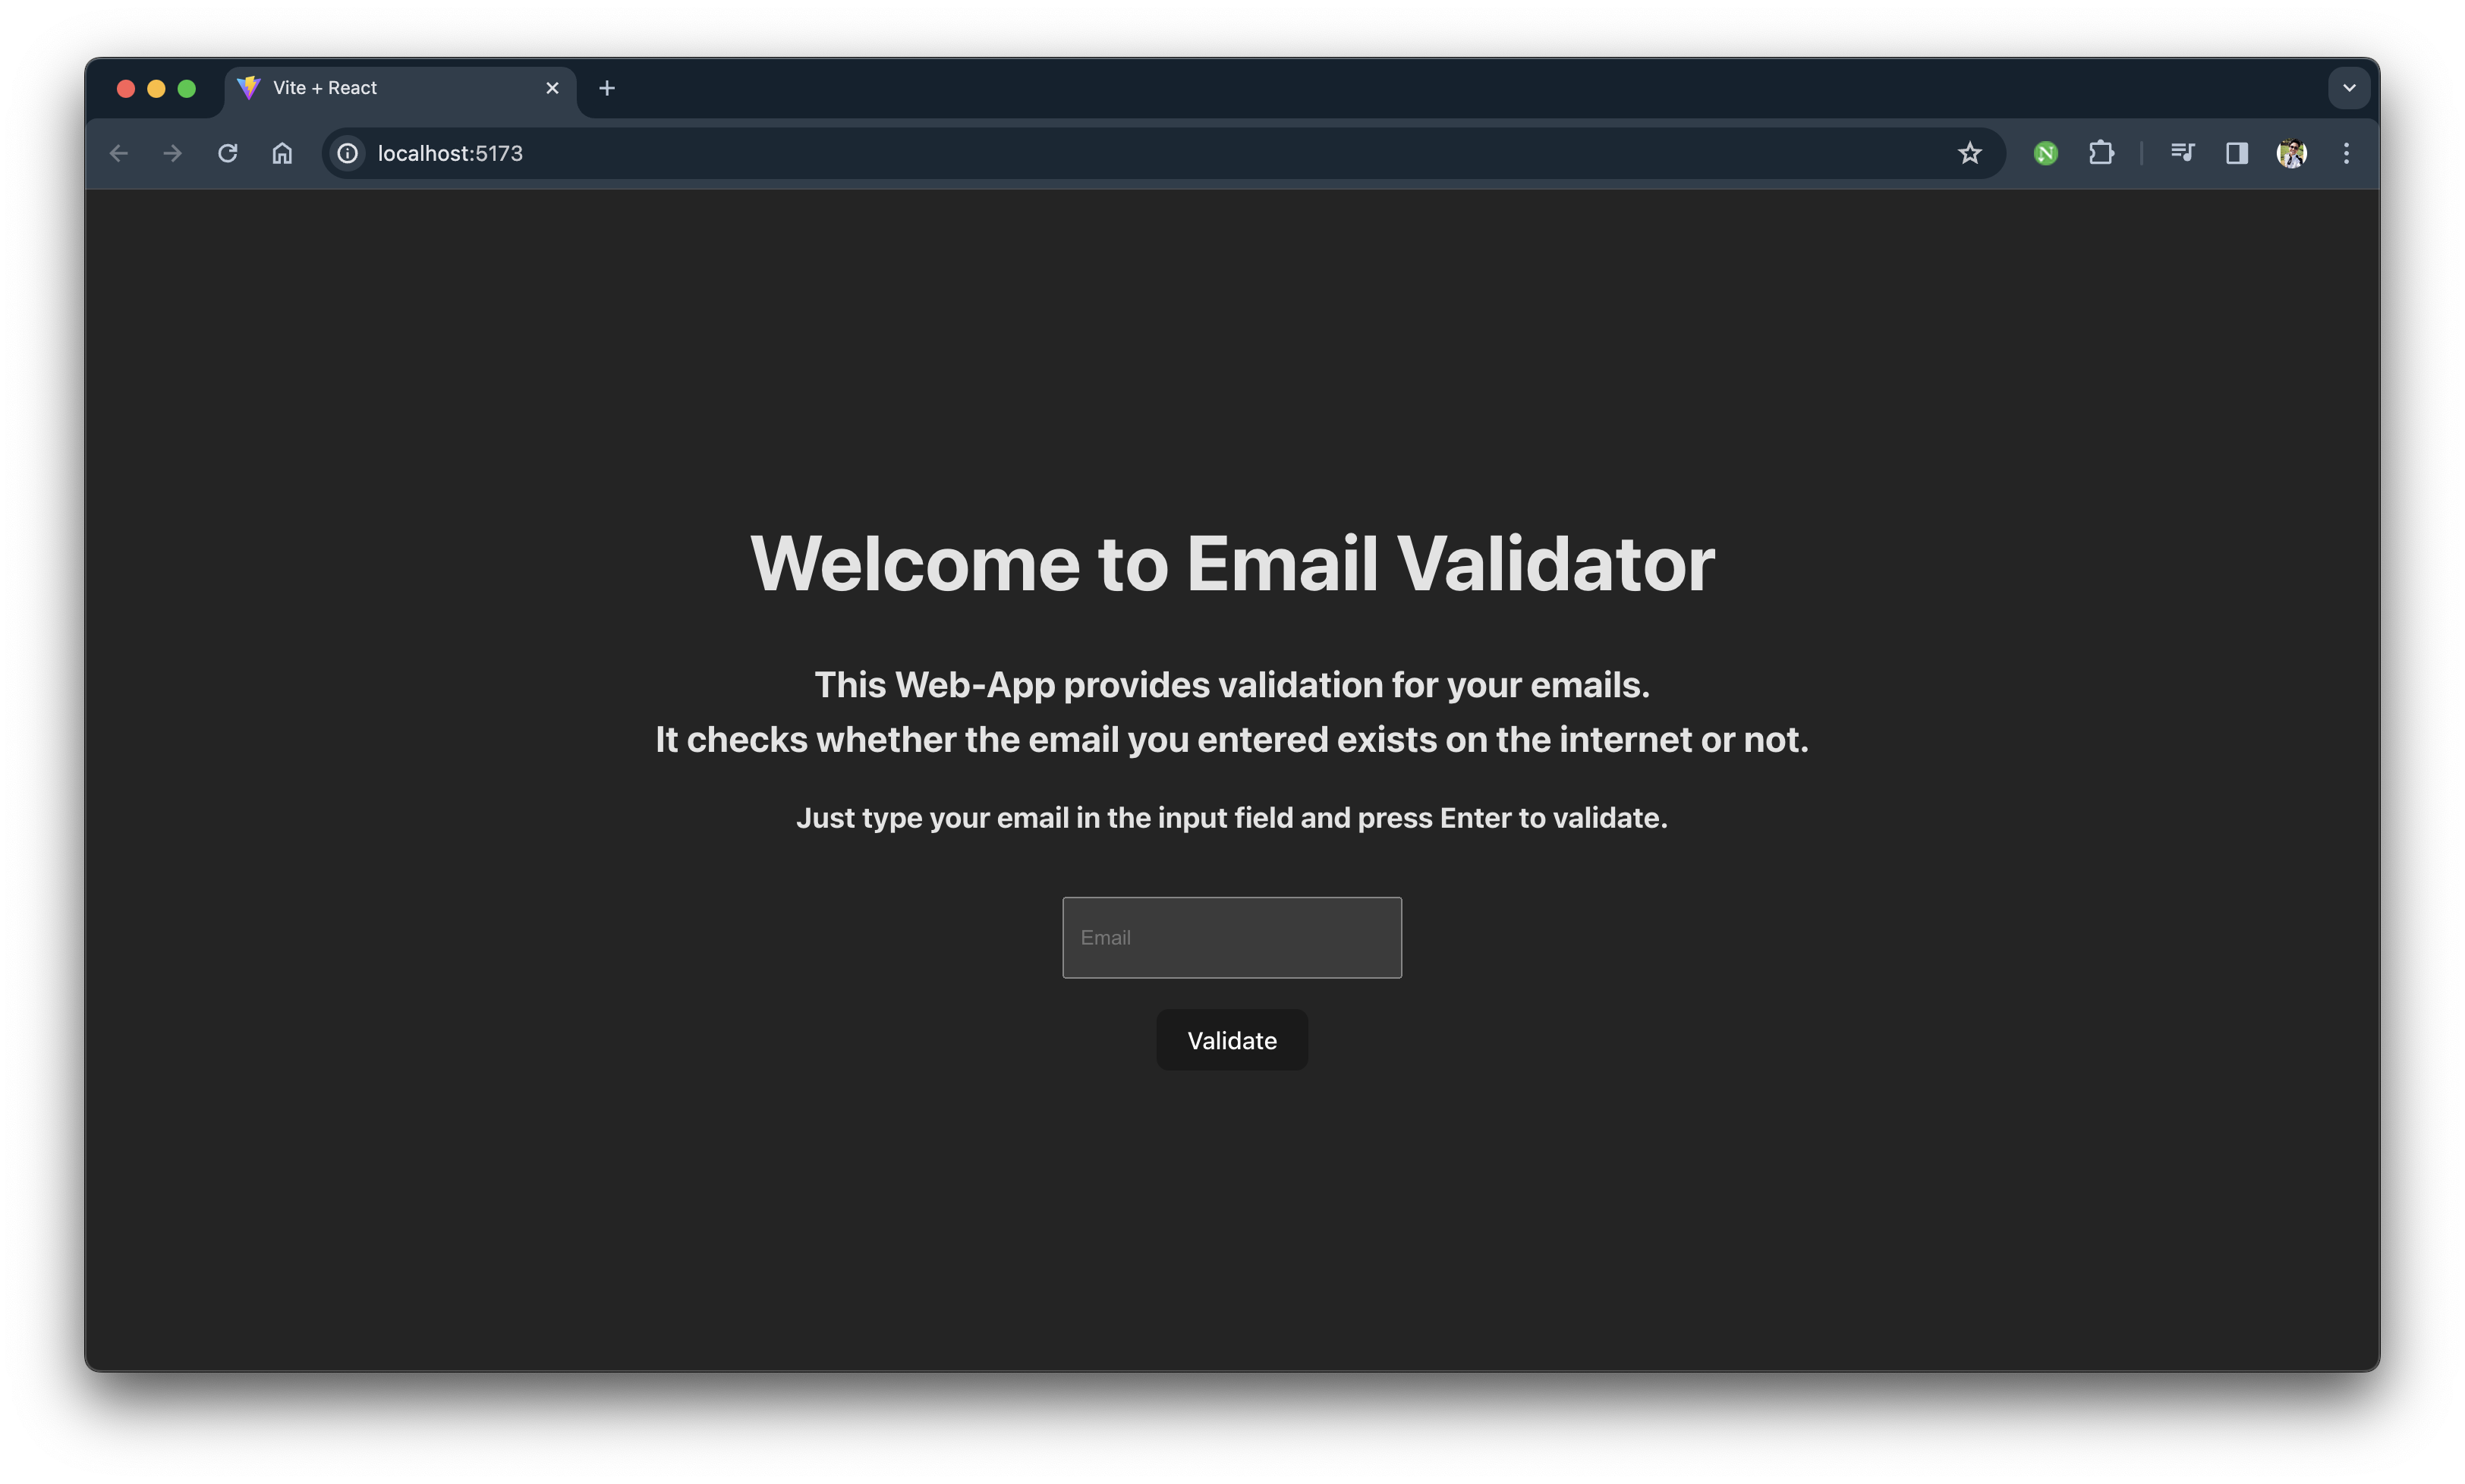 Vite + React
localhost:5173
Welcome to Email Validator
This Web-App provides validation for your emails.
It checks whether the email you entered exists on the internet or not.
Just type your email in the input field and press Enter to validate.
Email
Validate